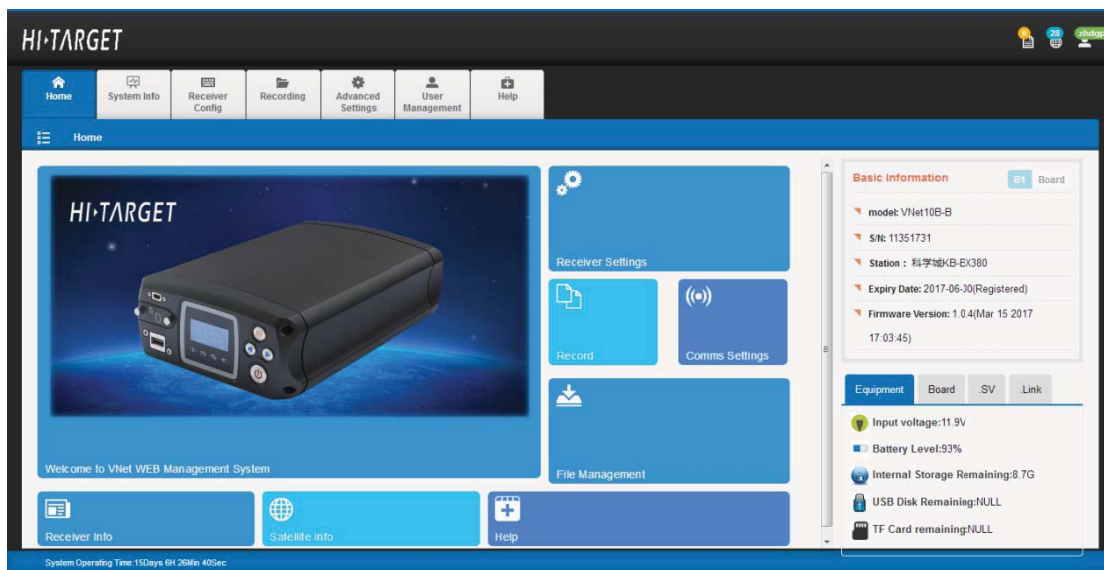 HI·TARGET
0
28
zhdgp
Home
System Info
Receiver
Config
Recording
Advanced
Settings
User
Management
Help
Home
HI·TARGET
Welcome to VNet WEB Management System
Receiver Settings
Record
Comms Settings
File Management
Receiver Info
Satellite Info
Help
Basic Information
B1 Board
model: VNet10B-B
S/N: 11351731
Station : 科学城KB-EX380
Expiry Date: 2017-06-30(Registered)
Firmware Version: 1.0.4(Mar 15 2017
17:03:45)
Equipment Board .SV .Link
Input voltage:11.9V
Battery Level:93%
Internal Storage Remaining:8.7G
USB Disk Remaining:NULL
TF Card remaining:NULL
System Operating Time:15Days 6H 26Min 40Sec